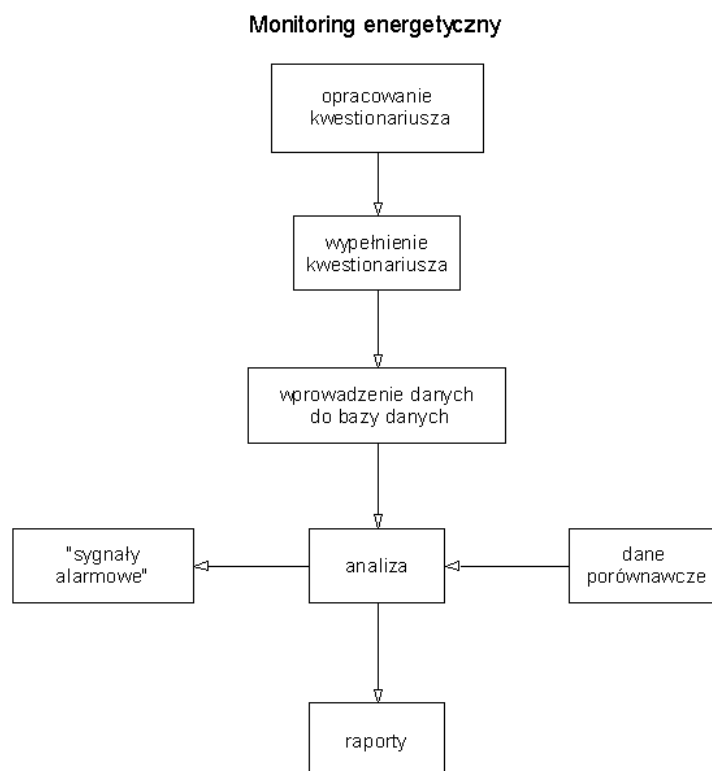 Monitoring energetyczny
opracowanie
kwestionariusza
wypełnienie
kwestionariusza
wprowadzenie danych
do bazy danych
"sygnały
alarmowe"
analiza
dane
porównawcze
raporty